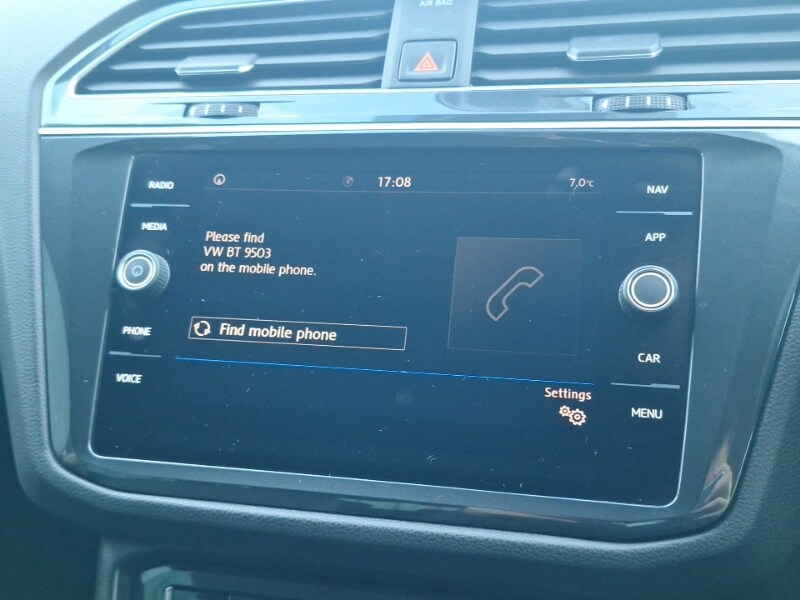 AIR BAG
RADIO
17:08
7.0°C
NAV
MEDIA
APP
Please find
VW BT 9503
on the mobile phone.
PHONE
Find mobile phone
CAR
VOICE
Settings
MENU